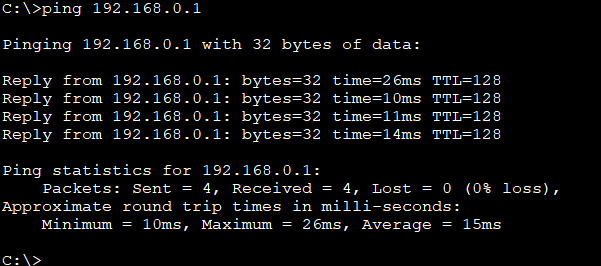 C:\>ping 192.168.0.1
Pinging 192.168.0.1 with 32 bytes of data:
Reply from 192.168.0.1: bytes=32 time=26ms TTL=128
Reply from 192.168.0.1: bytes=32 time=10ms TTL=128
Reply from 192.168.0.1: bytes=32 time=11ms TTL=128
Reply from 192.168.0.1: bytes=32 time=14ms TTL=128
Ping statistics for 192.168.0.1:
    Packets: Sent = 4, Received = 4, Lost = 0 (0% loss),
Approximate round trip times in milli-seconds:
    Minimum = 10ms, Maximum = 26ms, Average = 15ms
C:\>